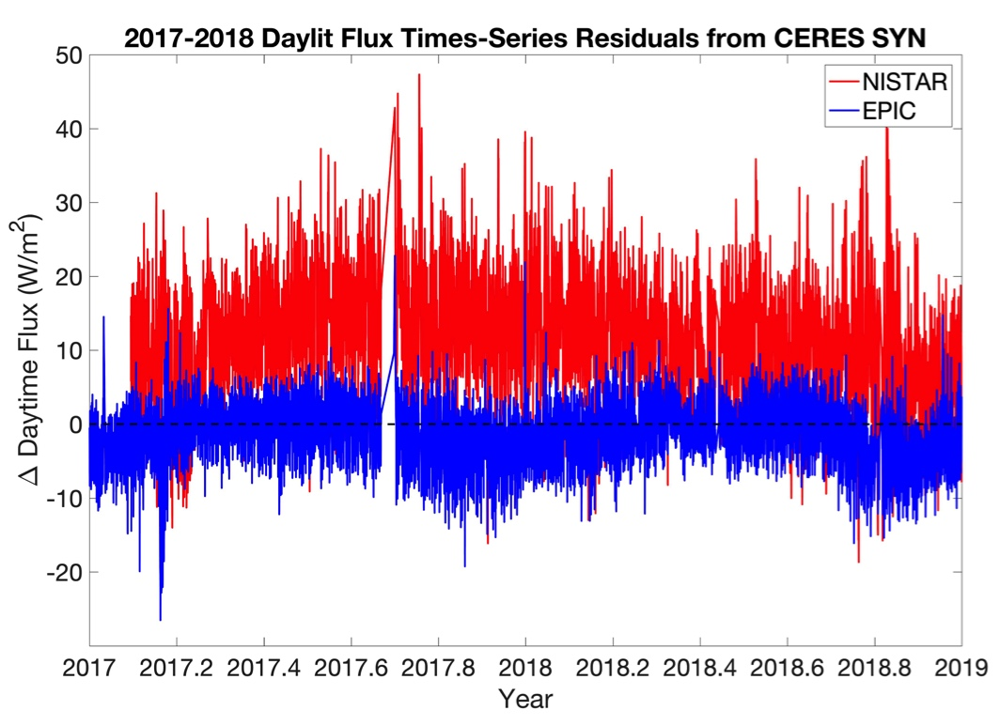 2017-2018 Daylit Flux Times-Series Residuals from CERES SYN
NISTAR
EPIC
Δ Daytime Flux (W/m²)
50
40
30
20
10
0
-10
-20
2017 2017.2 2017.4 2017.6 2017.8 2018 2018.2 2018.4 2018.6 2018.8 2019
Year